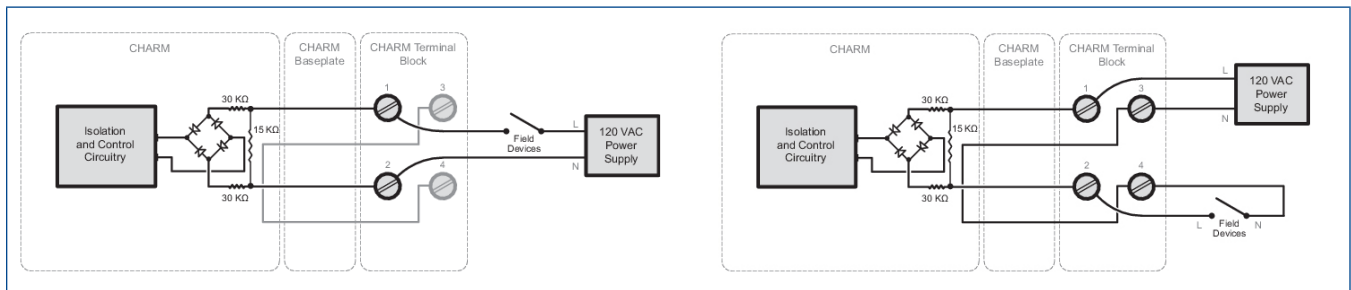 CHARM
CHARM
Baseplate
CHARM Terminal
Block
1
3
30 KΩ
15 KΩ
Isolation
and Control
Circuitry
L
Field
Devices
120 VAC
Power
Supply
N
2
4
30 KΩ
CHARM
CHARM
Baseplate
CHARM Terminal
Block
L
120 VAC
Power
Supply
1
3
30 KΩ
N
15 KΩ
Isolation
and Control
Circuitry
2
4
30 KΩ
L
Field
Devices
N